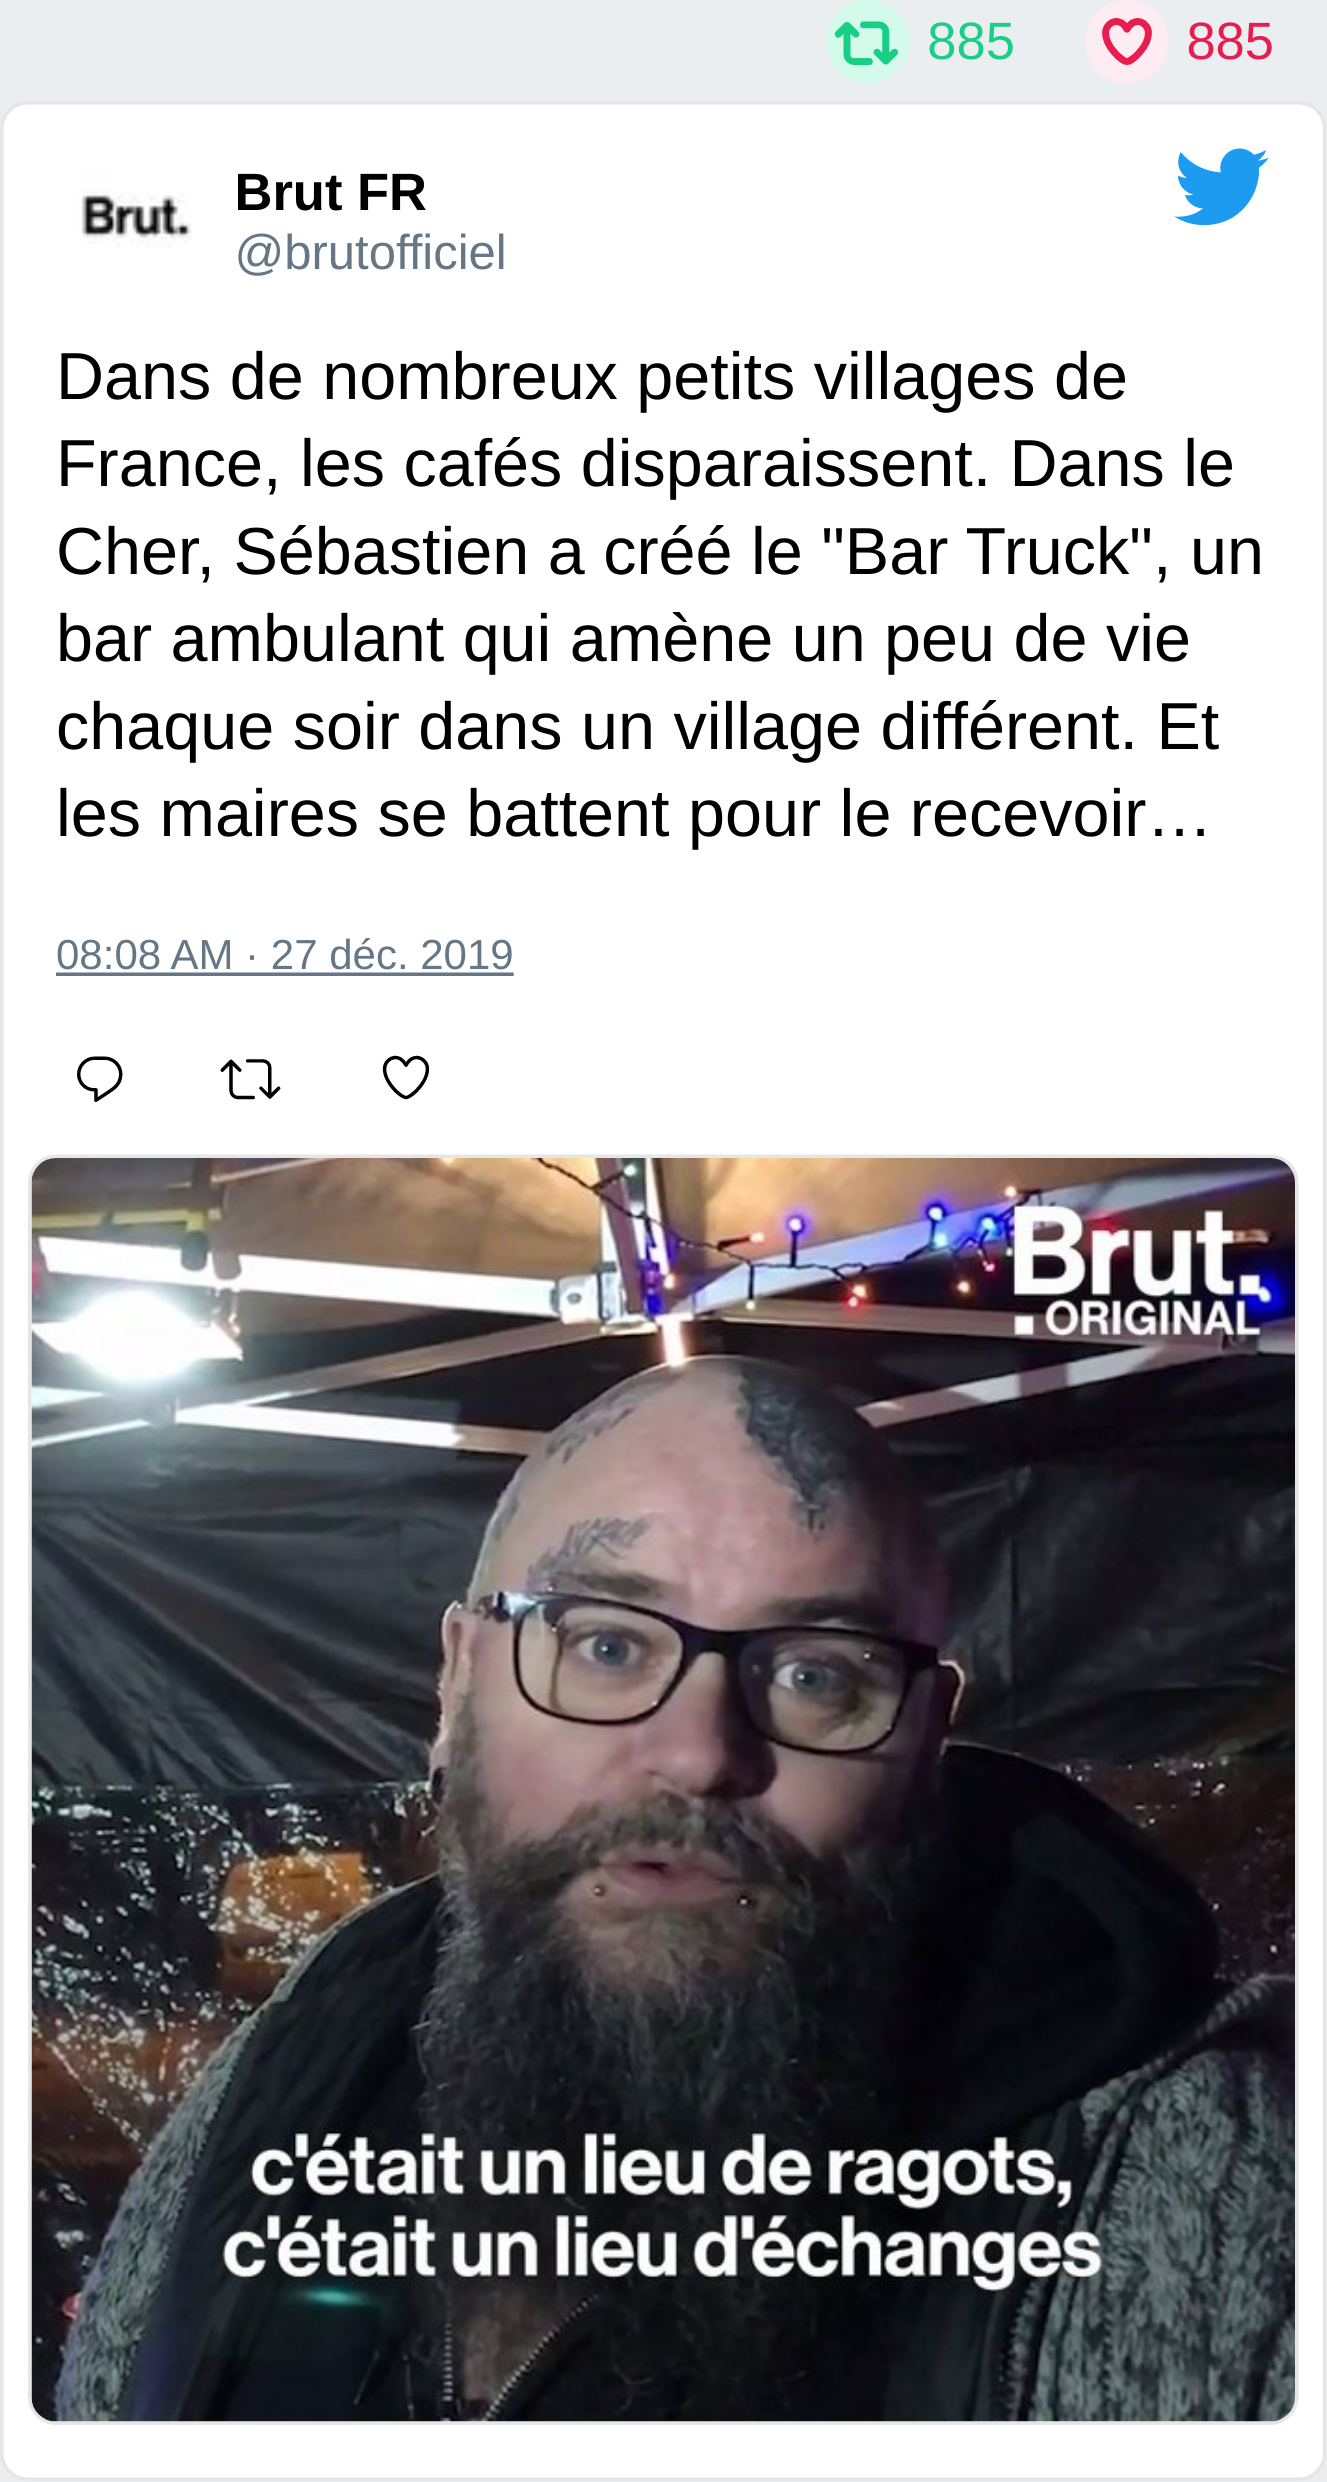 885 885
Brut.
Brut FR
@brutofficiel
Dans de nombreux petits villages de
France, les cafés disparaissent. Dans le
Cher, Sébastien a créé le "Bar Truck", un
bar ambulant qui amène un peu de vie
chaque soir dans un village différent. Et
les maires se battent pour le recevoir…
08:08 AM · 27 déc. 2019
Brut.
ORIGINAL
c'était un lieu de ragots,
c'était un lieu d'échanges